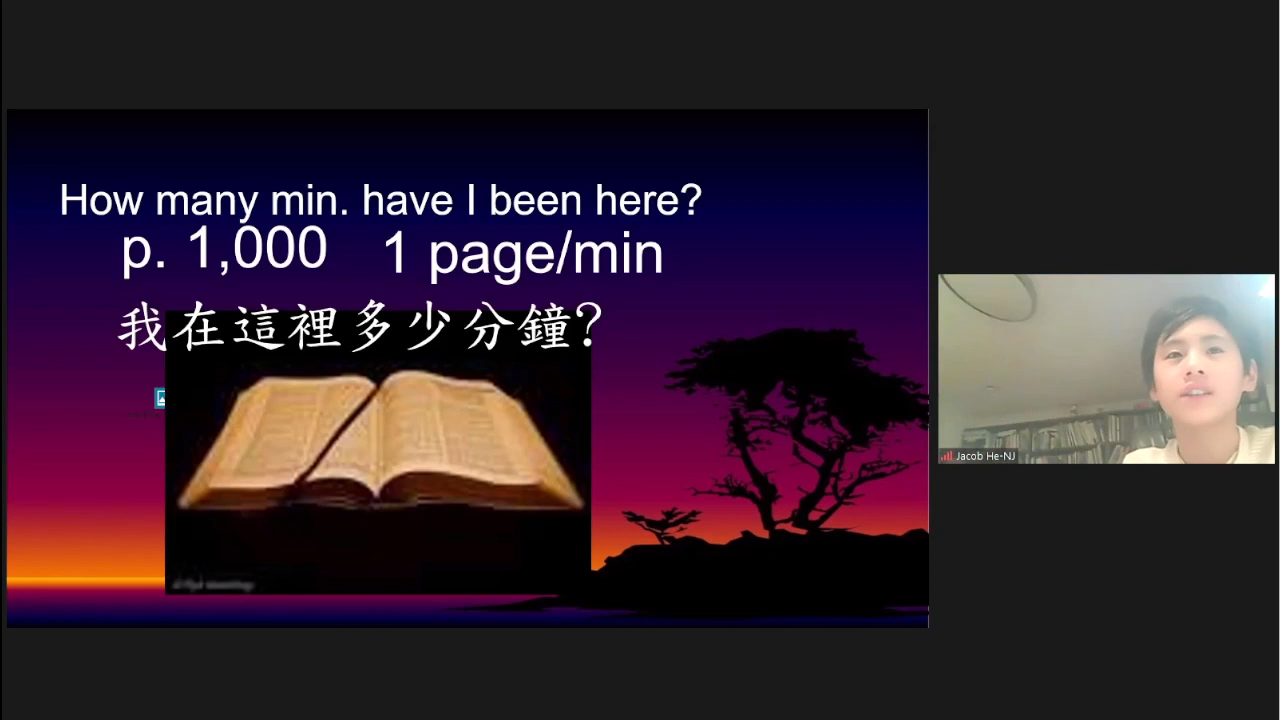 How many min. have I been here?
p. 1,000 1 page/min
我在這裡多少分鐘?
Jacob He-NJ